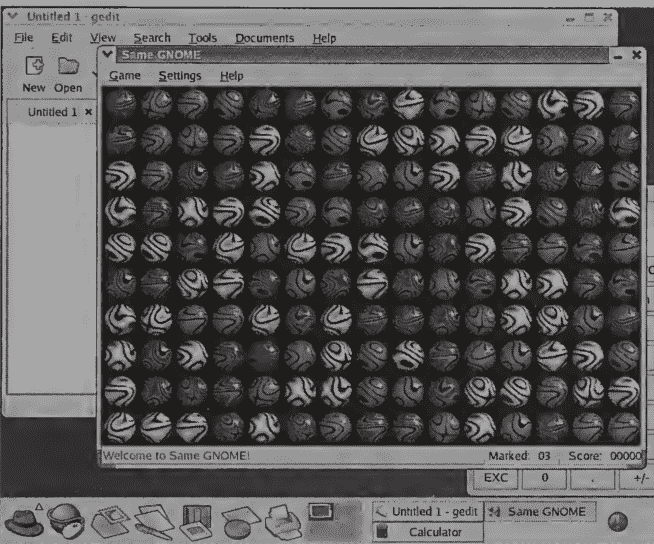 Untitled 1 - gedit
File Edit View Search Tools Documents Help
Same GNOME
New Open
Game Settings Help
Untitled 1
Welcome to Same GNOME! Marked: 03 Score: 00000
EXC 0 . +/-
Untitled 1 - gedit Same GNOME
Calculator